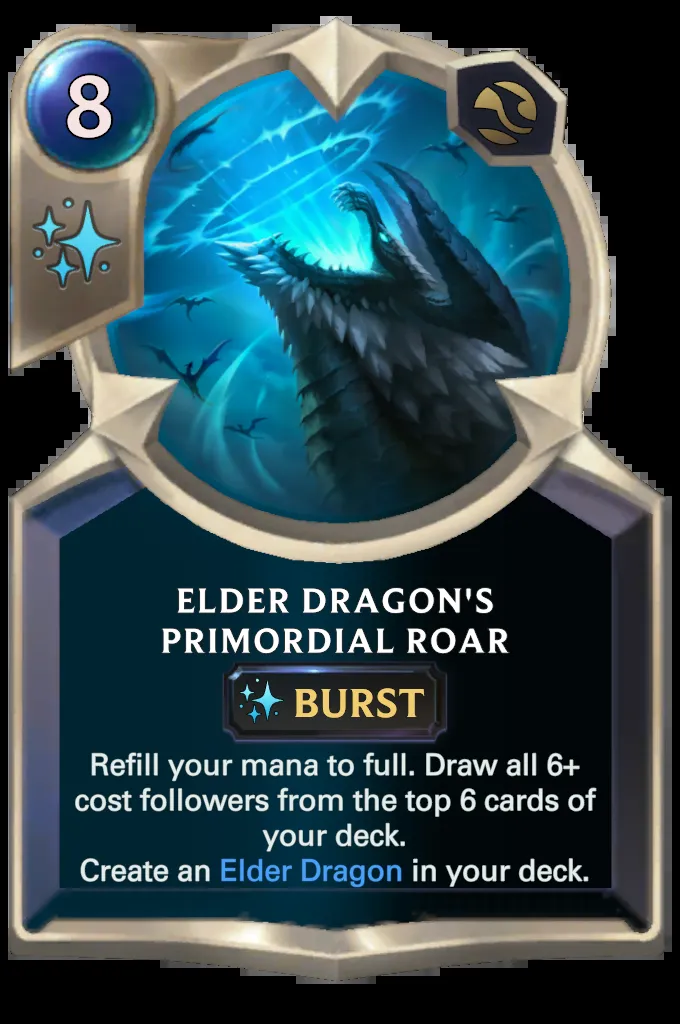 8
ELDER DRAGON'S
PRIMORDIAL ROAR
BURST
Refill your mana to full. Draw all 6+
cost followers from the top 6 cards of
your deck.
Create an Elder Dragon in your deck.